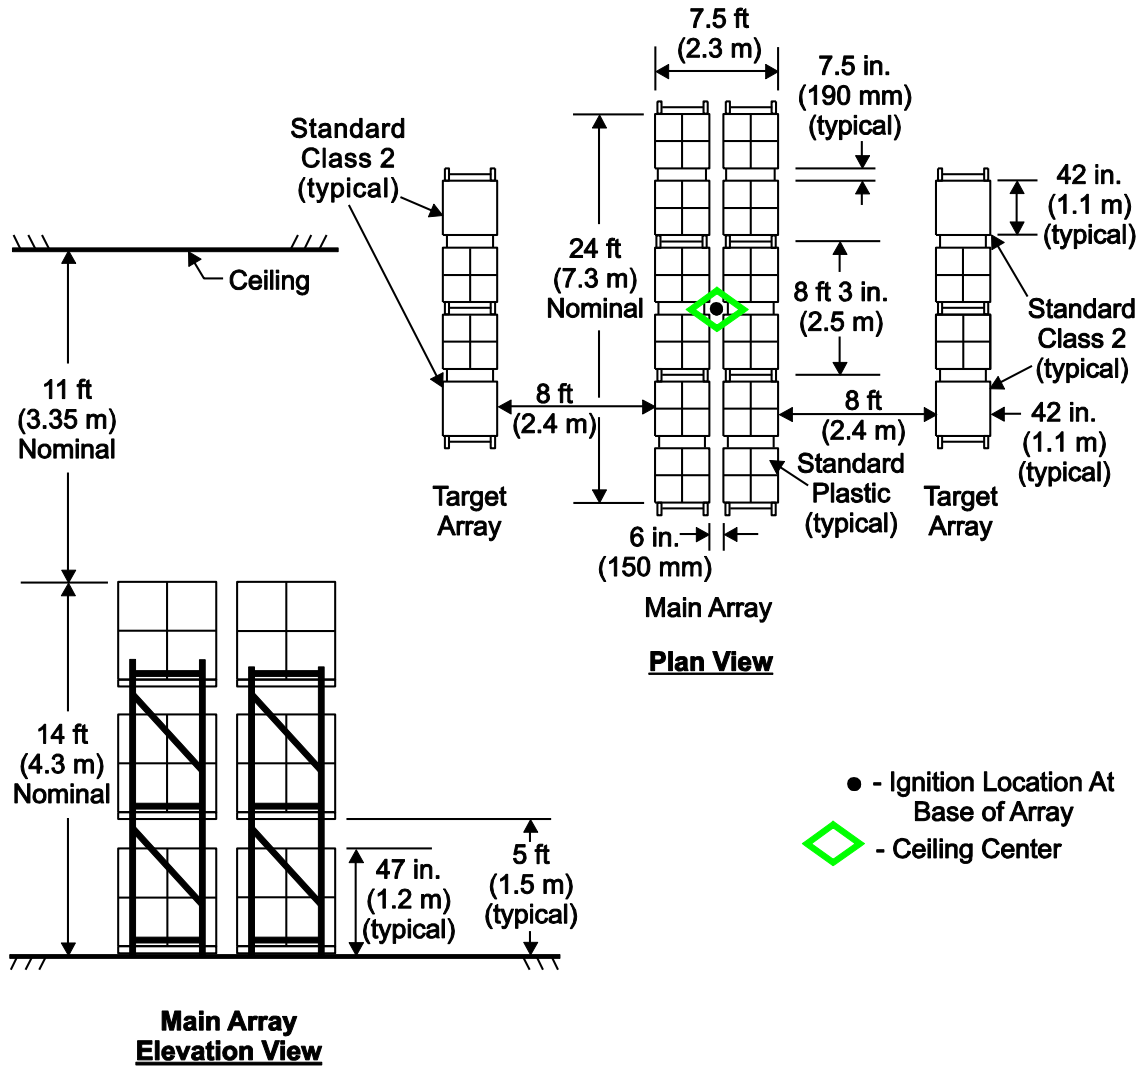 7.5 ft
(2.3 m)
7.5 in.
(190 mm)
(typical)
Standard
Class 2
(typical)
42 in.
(1.1 m)
(typical)
24 ft
(7.3 m)
Nominal
8 ft 3 in.
(2.5 m)
Ceiling
Standard
Class 2
(typical)
11 ft
(3.35 m)
Nominal
8 ft
(2.4 m)
8 ft
(2.4 m)
42 in.
(1.1 m)
(typical)
Standard
Plastic
(typical)
Target
Array
Target
Array
6 in.
(150 mm)
Main Array
Plan View
14 ft
(4.3 m)
Nominal
47 in.
(1.2 m)
(typical)
5 ft
(1.5 m)
(typical)
- Ignition Location At
Base of Array
- Ceiling Center
Main Array
Elevation View